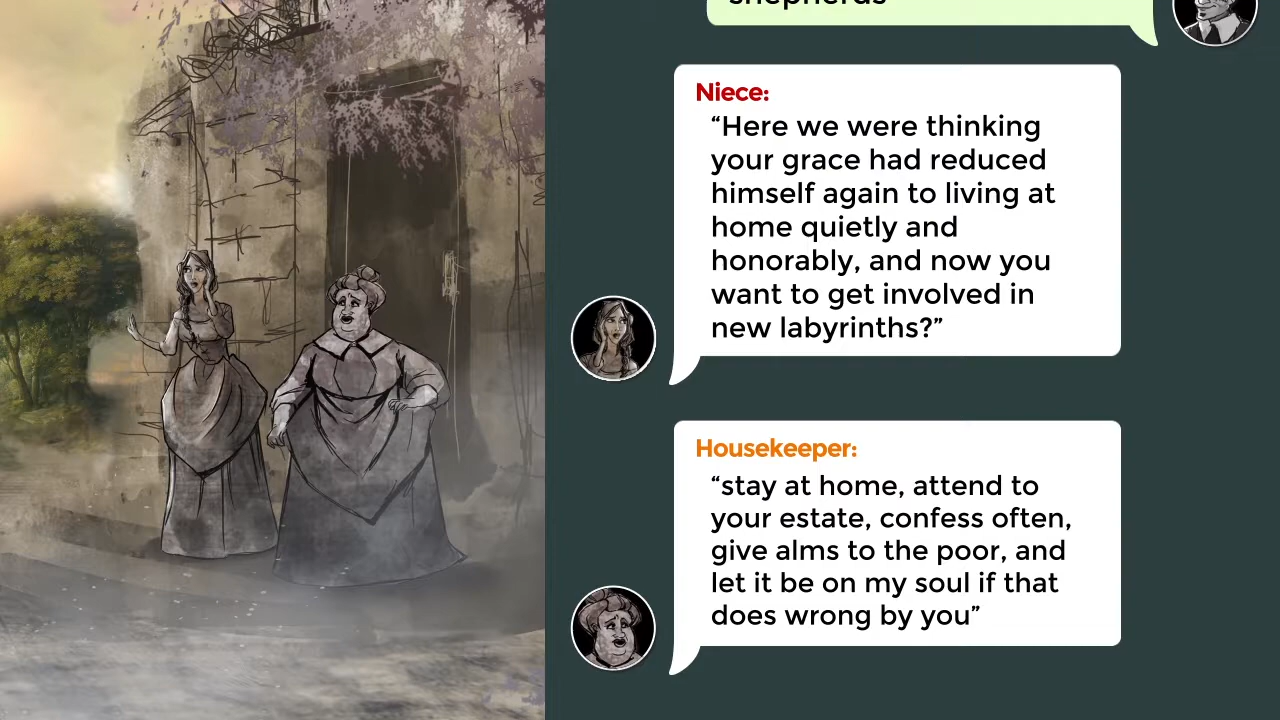 shepherds
Niece:
“Here we were thinking
your grace had reduced
himself again to living at
home quietly and
honorably, and now you
want to get involved in
new labyrinths?”
Housekeeper:
“stay at home, attend to
your estate, confess often,
give alms to the poor, and
let it be on my soul if that
does wrong by you”